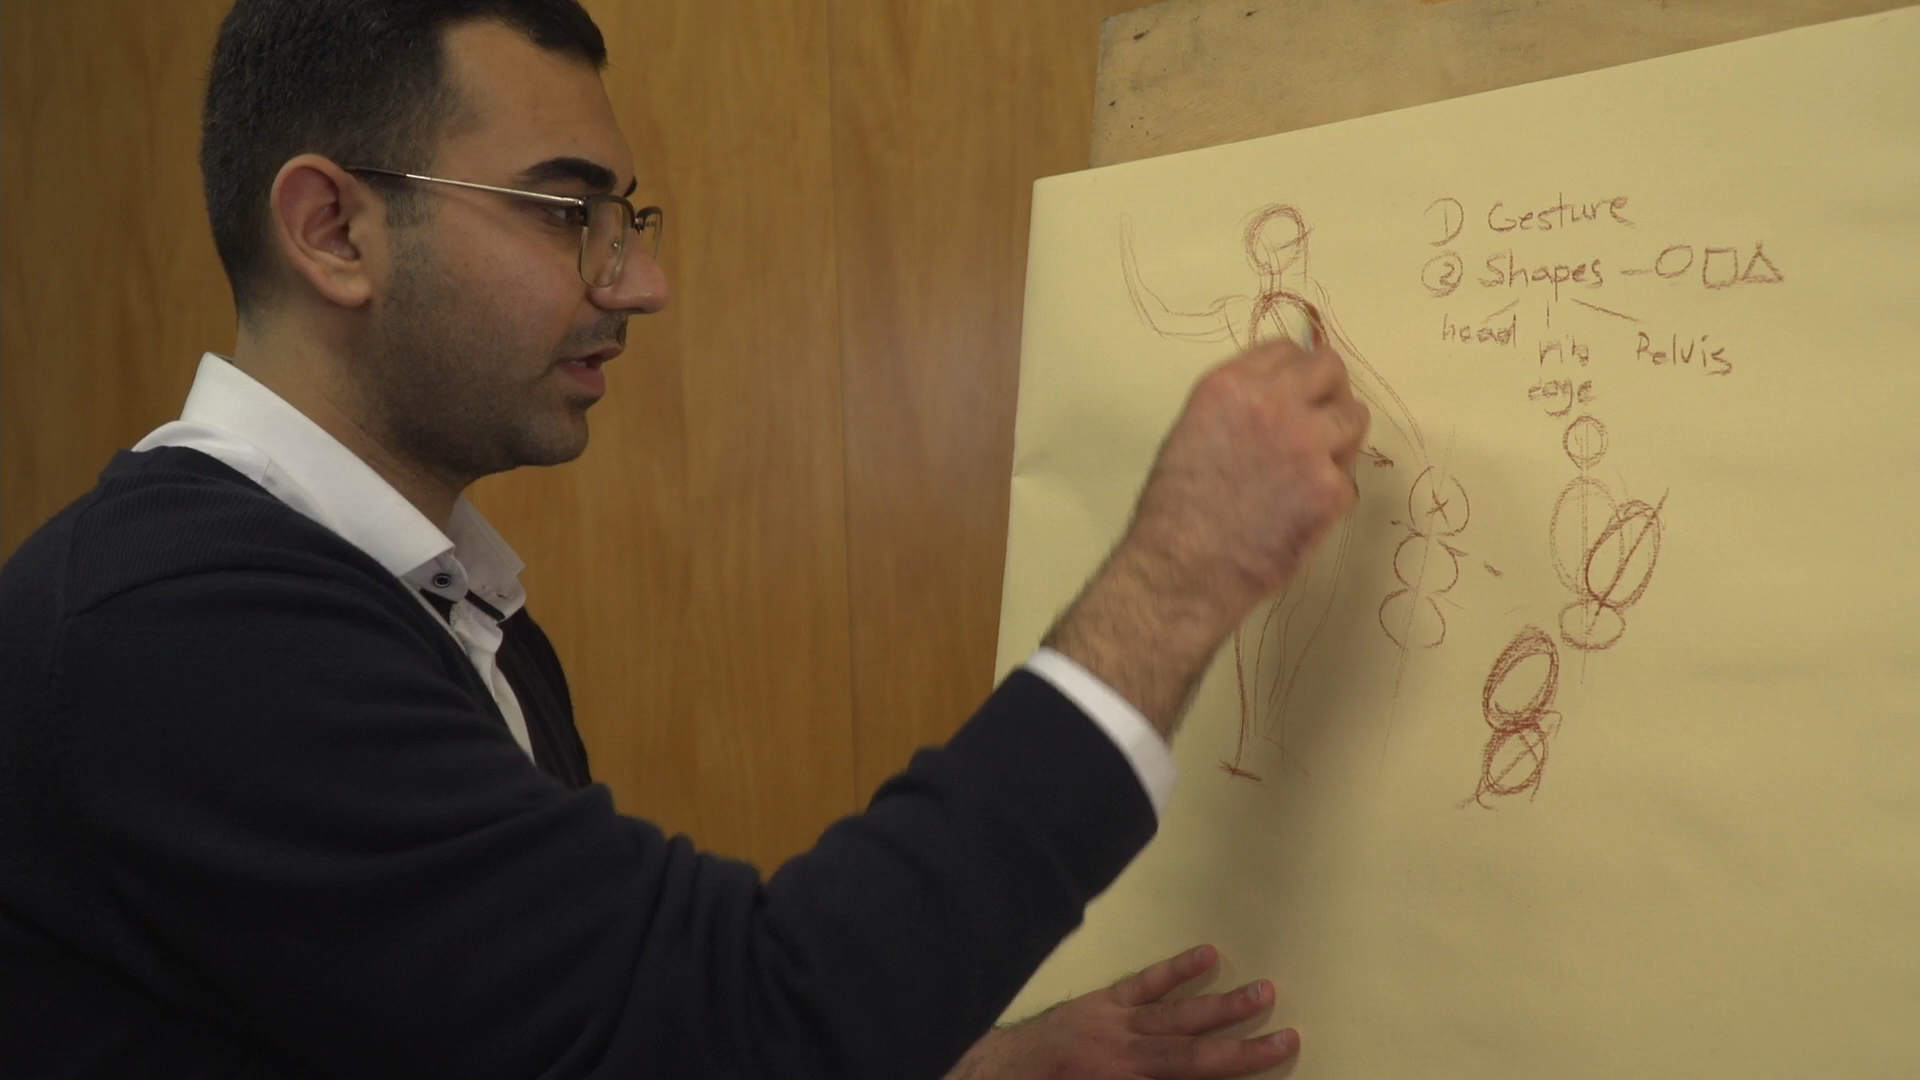 1) Gesture
② Shapes — ○□△
head rib Pelvis
cage